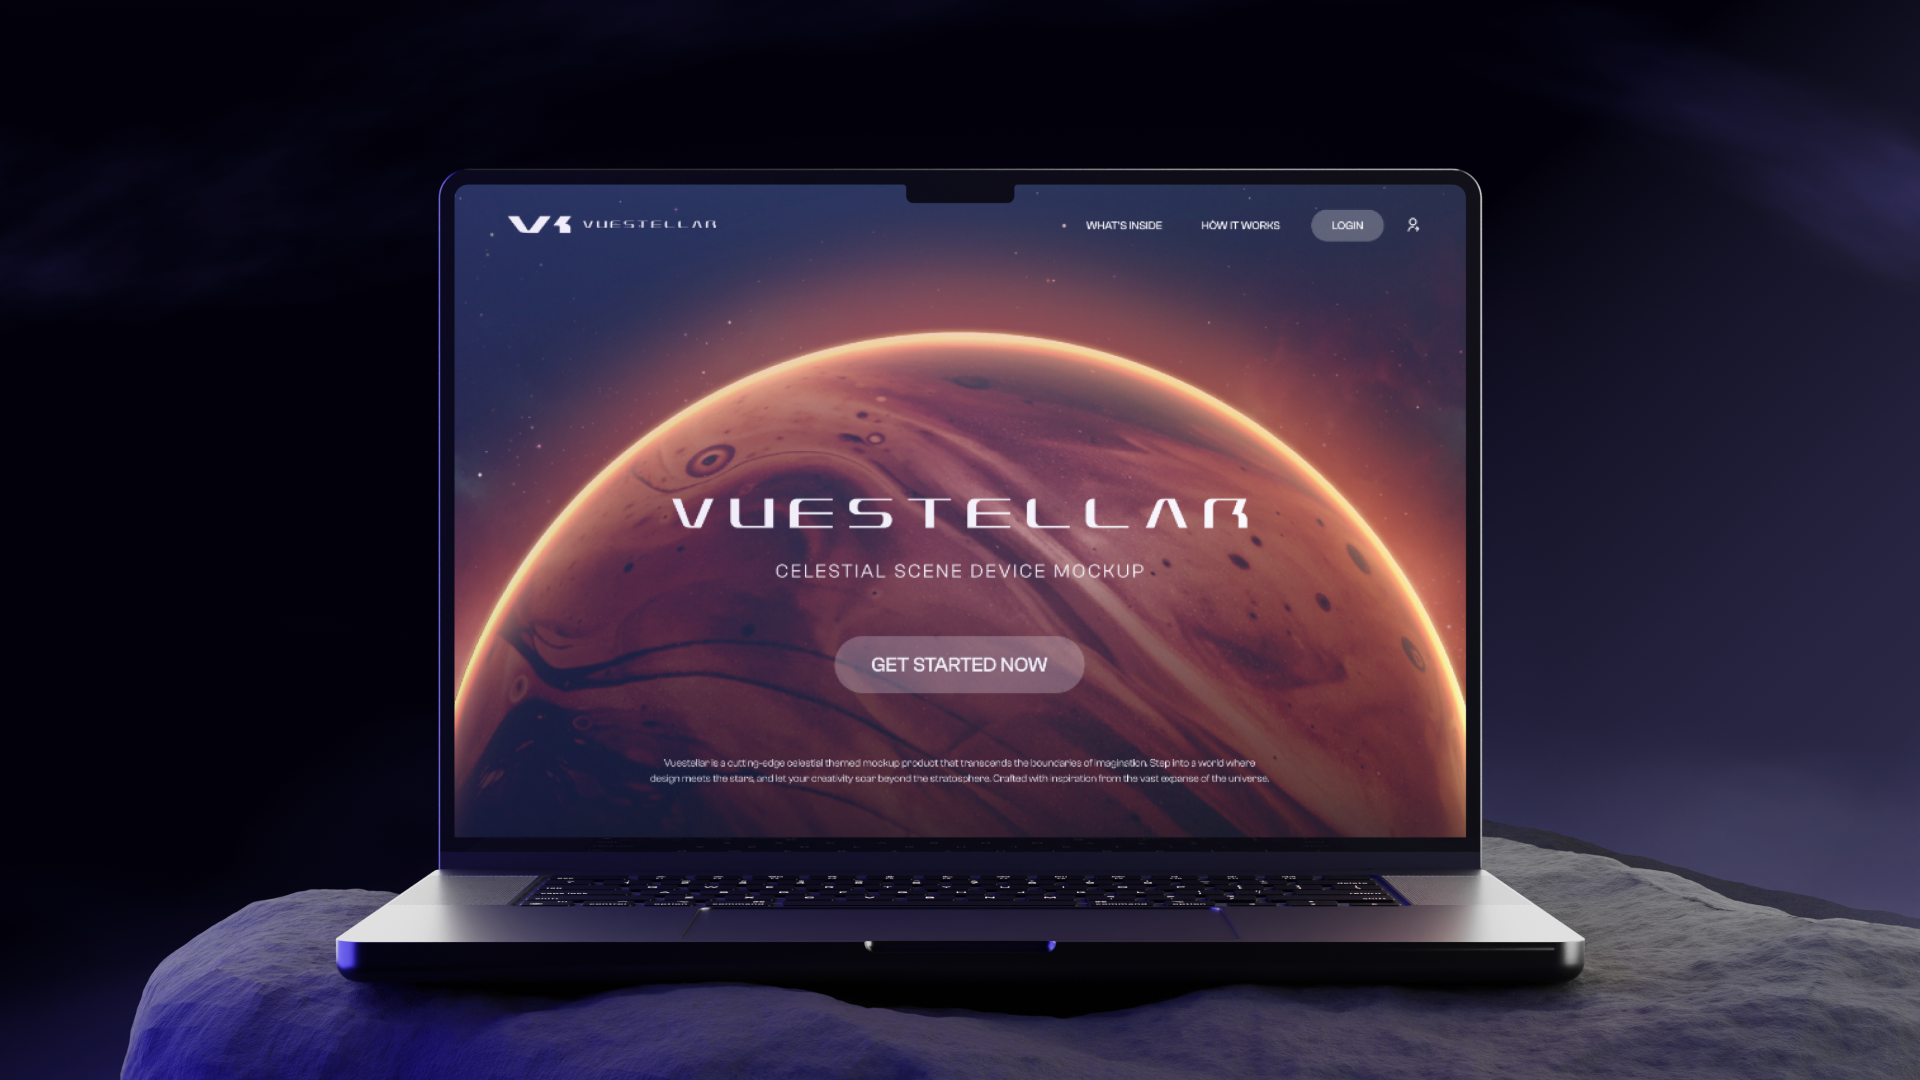 VUESTELLAR
WHAT'S INSIDE
HOW IT WORKS
LOGIN
VUESTELLAR
CELESTIAL SCENE DEVICE MOCKUP
GET STARTED NOW
Vuestellar is a cutting-edge celestial themed mockup product that transcends the boundaries of imagination. Step into a world where
design meets the stars, and let your creativity soar beyond the stratosphere. Crafted with inspiration from the vast expanse of the universe.